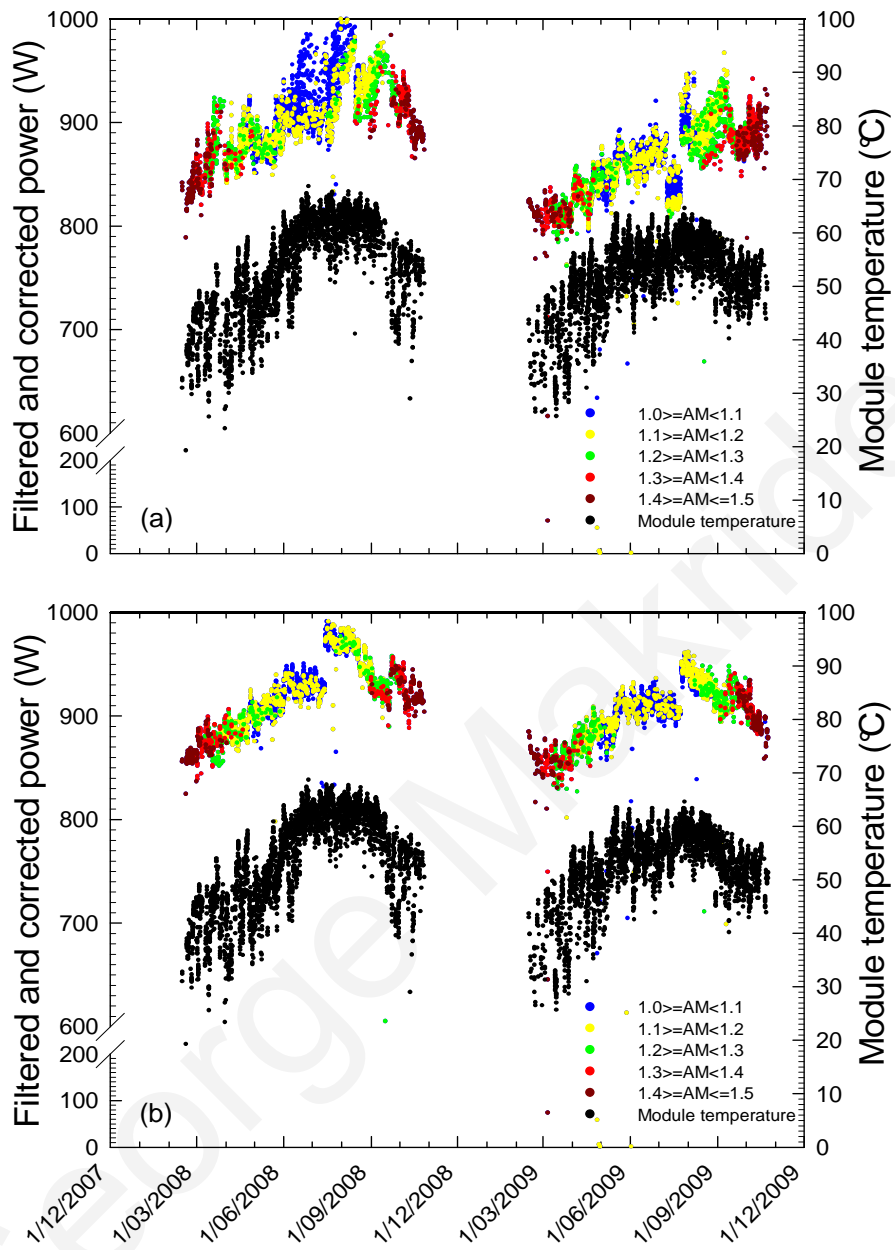 1000
900
800
700
600
200
100
0
Filtered and corrected power (W)
100
90
80
70
60
50
40
30
20
10
0
Module temperature (°C)
1.0>=AM<1.1
1.1>=AM<1.2
1.2>=AM<1.3
1.3>=AM<1.4
1.4>=AM<=1.5
Module temperature
(a)
1000
900
800
700
600
200
100
0
Filtered and corrected power (W)
100
90
80
70
60
50
40
30
20
10
0
Module temperature (°C)
1.0>=AM<1.1
1.1>=AM<1.2
1.2>=AM<1.3
1.3>=AM<1.4
1.4>=AM<=1.5
Module temperature
(b)
1/12/2007
1/03/2008
1/06/2008
1/09/2008
1/12/2008
1/03/2009
1/06/2009
1/09/2009
1/12/2009
George Makride